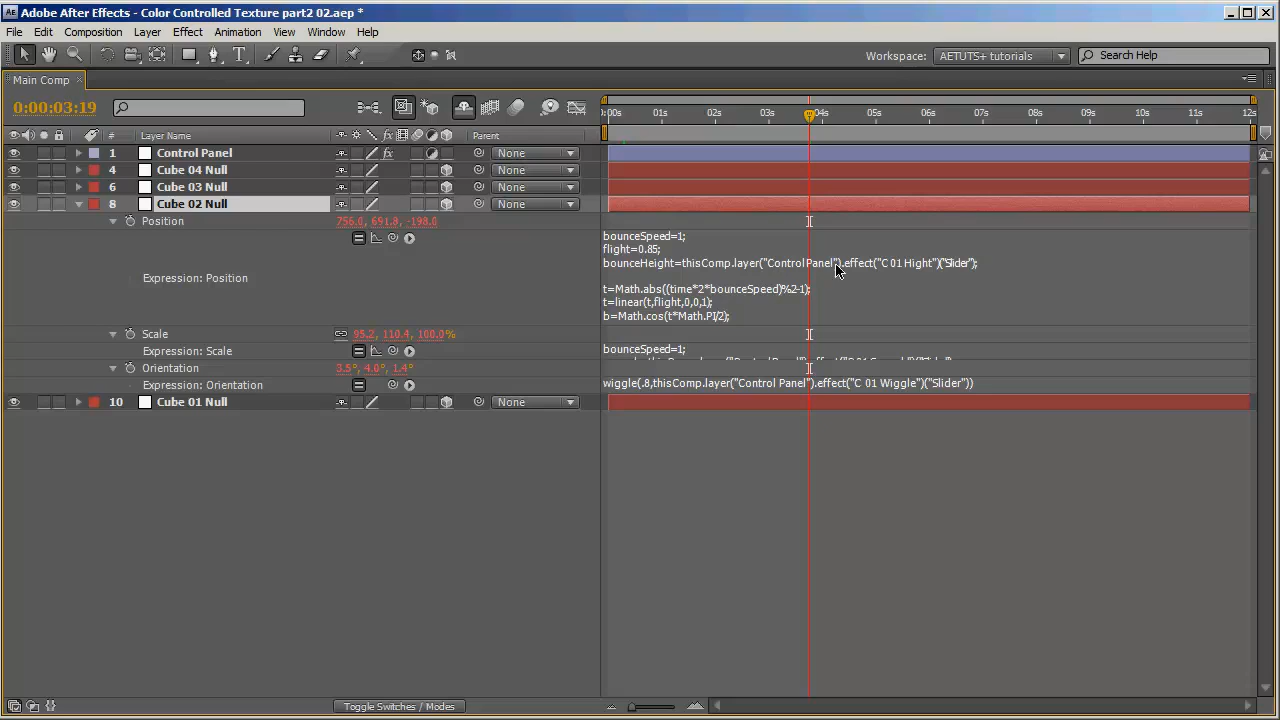 Adobe After Effects - Color Controlled Texture part2 02.aep *
File Edit Composition Layer Effect Animation View Window Help
Workspace: AETUTS+ tutorials Search Help
Main Comp
0:00:03:19
0:00s 01s 02s 03s 04s 05s 06s 07s 08s 09s 10s 11s 12s
# Layer Name Parent
1 Control Panel fx None
4 Cube 04 Null None
6 Cube 03 Null None
8 Cube 02 Null None
Position 756.0, 691.8, -198.0
bounceSpeed=1;
flight=0.85;
bounceHeight=thisComp.layer("Control Panel").effect("C 01 Hight")("Slider");
Expression: Position
t=Math.abs((time*2*bounceSpeed)%2-1);
t=linear(t,flight,0,0,1);
b=Math.cos(t*Math.PI/2);
Scale 95.2, 110.4, 100.0%
Expression: Scale bounceSpeed=1;
Orientation 3.5°, 4.0°, 1.4°
Expression: Orientation wiggle(.8,thisComp.layer("Control Panel").effect("C 01 Wiggle")("Slider"))
10 Cube 01 Null None
Toggle Switches / Modes